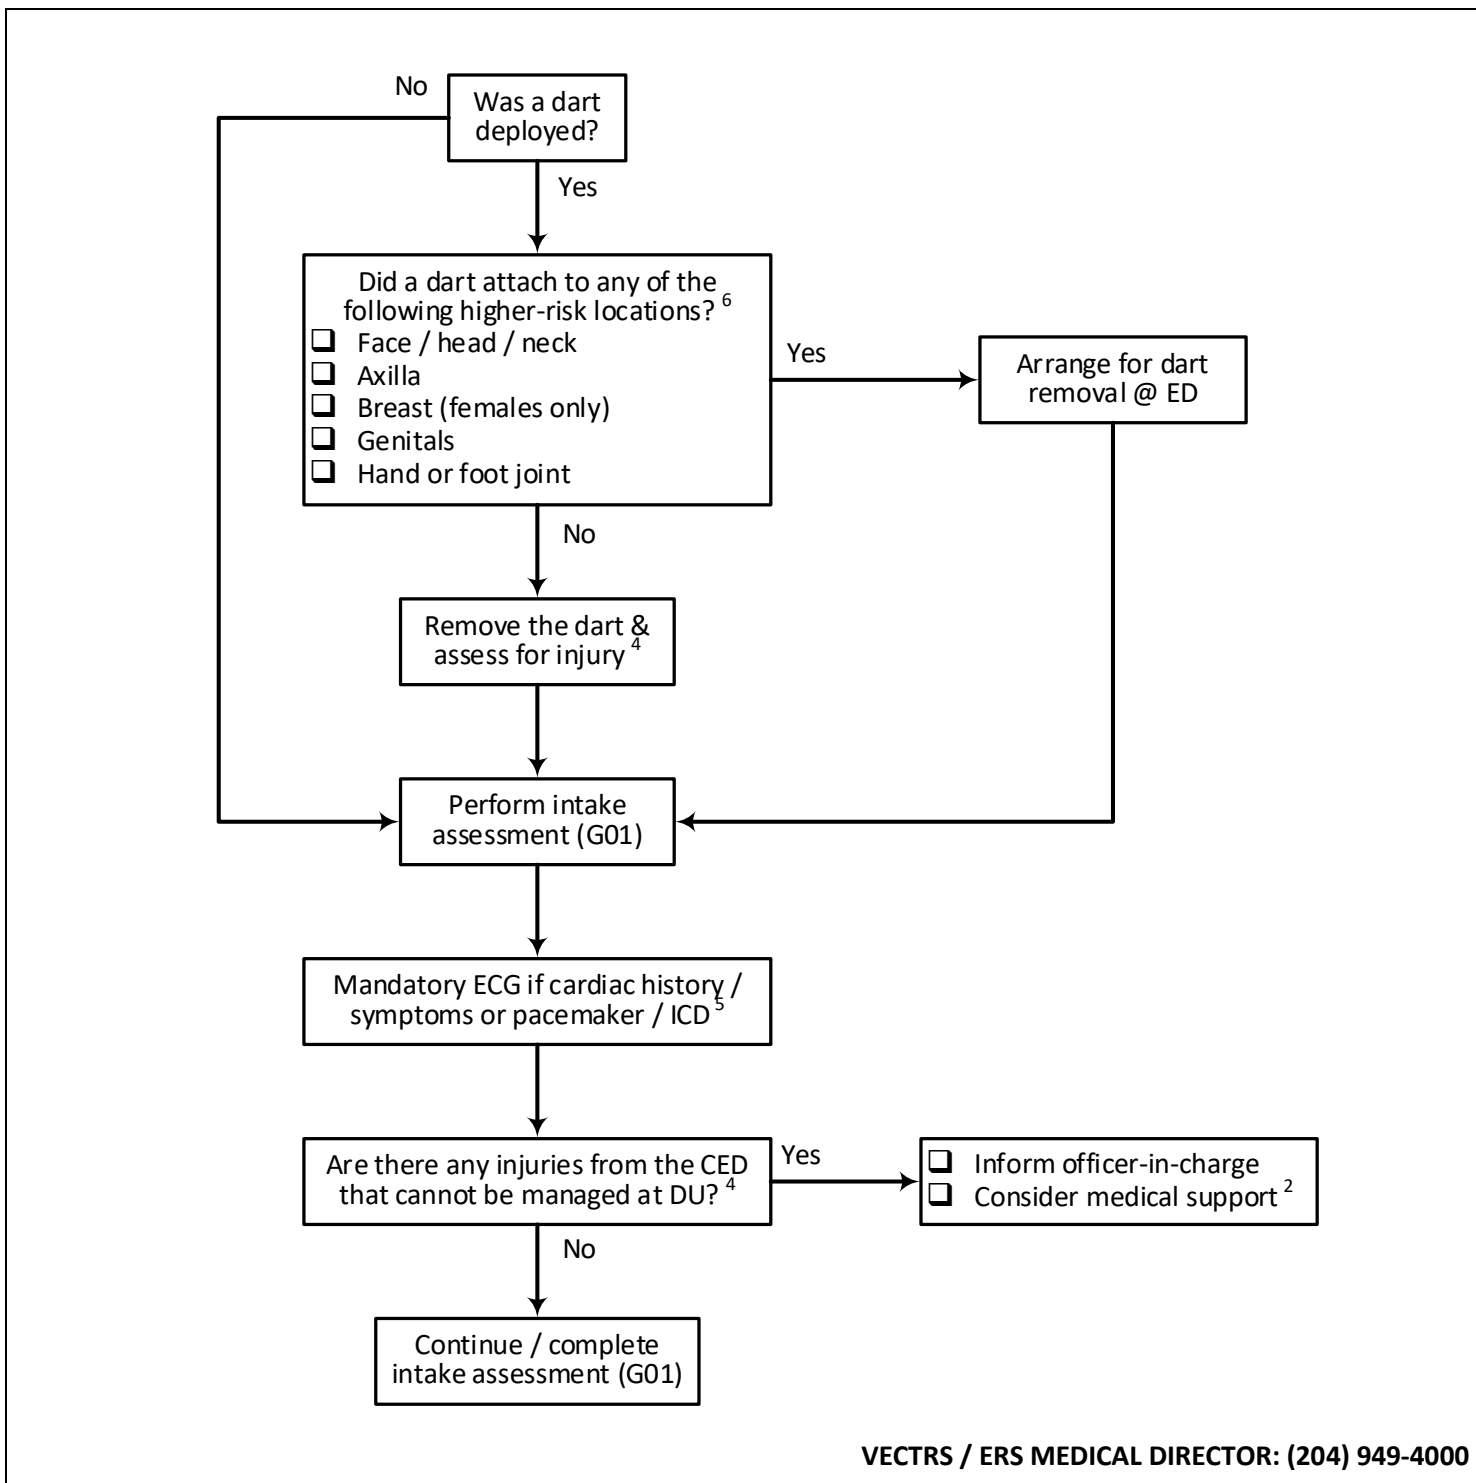 No
Was a dart
deployed?
Yes
Did a dart attach to any of the
following higher-risk locations? 6
❑ Face / head / neck
❑ Axilla
❑ Breast (females only)
❑ Genitals
❑ Hand or foot joint
Yes
Arrange for dart
removal @ ED
No
Remove the dart &
assess for injury 4
Perform intake
assessment (G01)
Mandatory ECG if cardiac history /
symptoms or pacemaker / ICD 5
Are there any injuries from the CED
that cannot be managed at DU? 4
Yes
❑ Inform officer-in-charge
❑ Consider medical support 2
No
Continue / complete
intake assessment (G01)
VECTRS / ERS MEDICAL DIRECTOR: (204) 949-4000